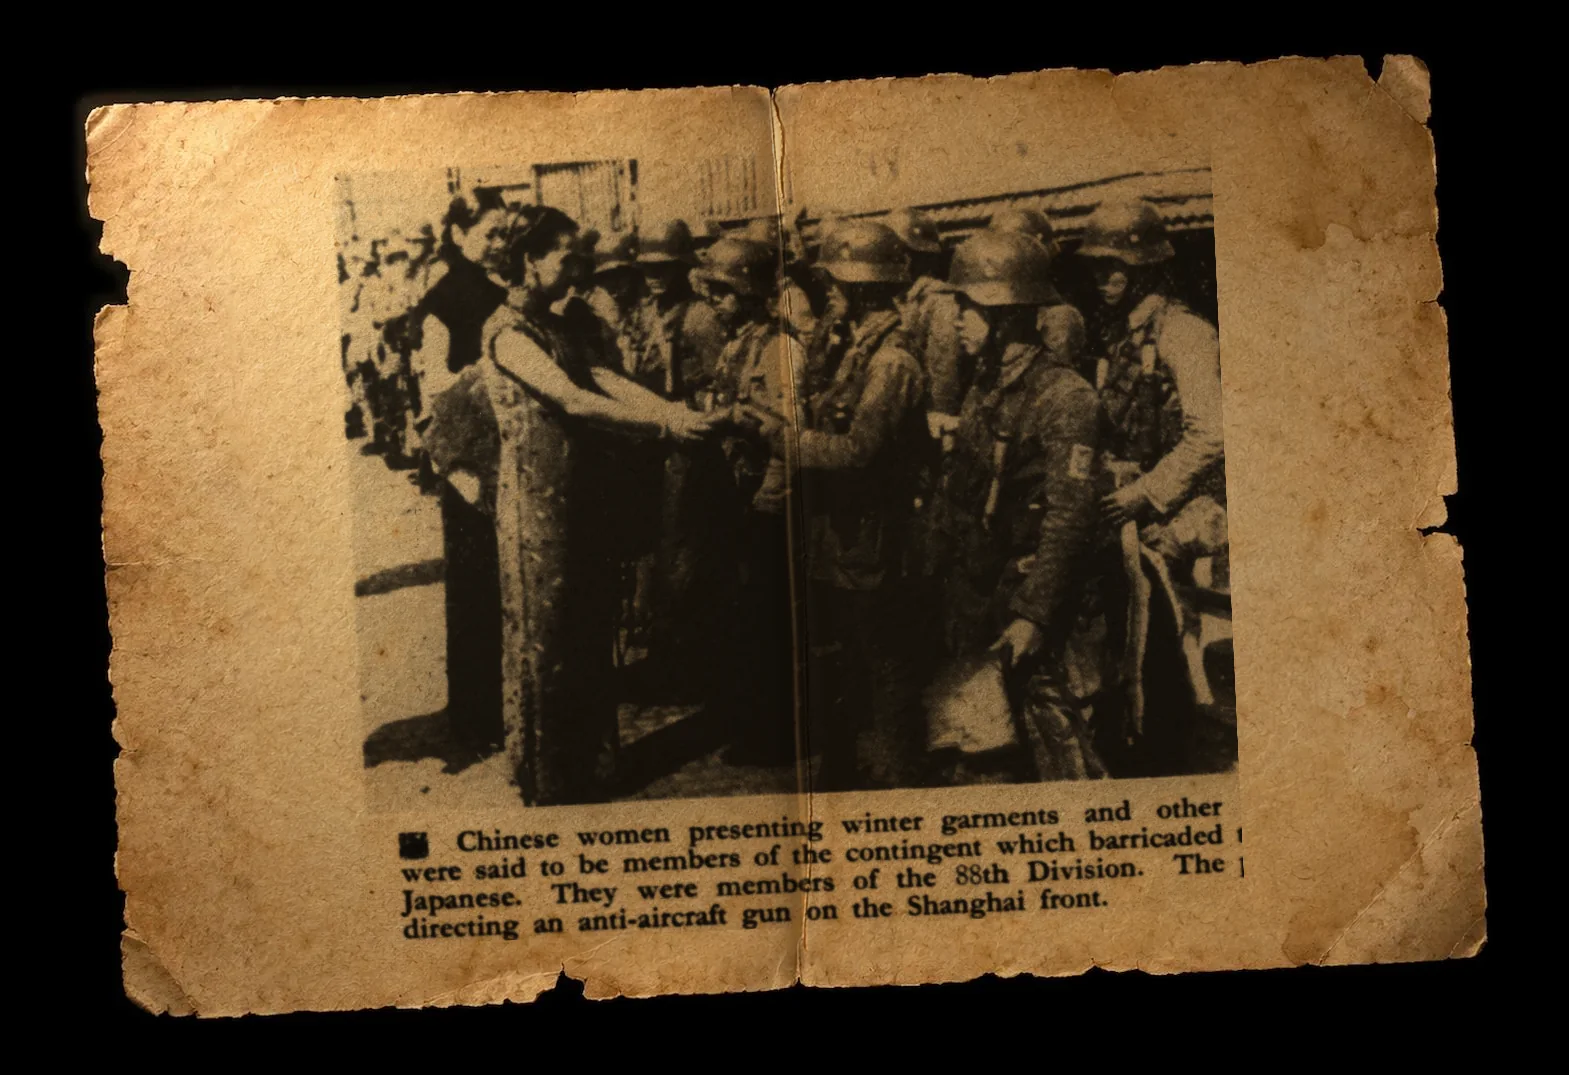 Chinese women presenting winter garments and other
were said to be members of the contingent which barricaded
Japanese. They were members of the 88th Division. The
directing an anti-aircraft gun on the Shanghai front.